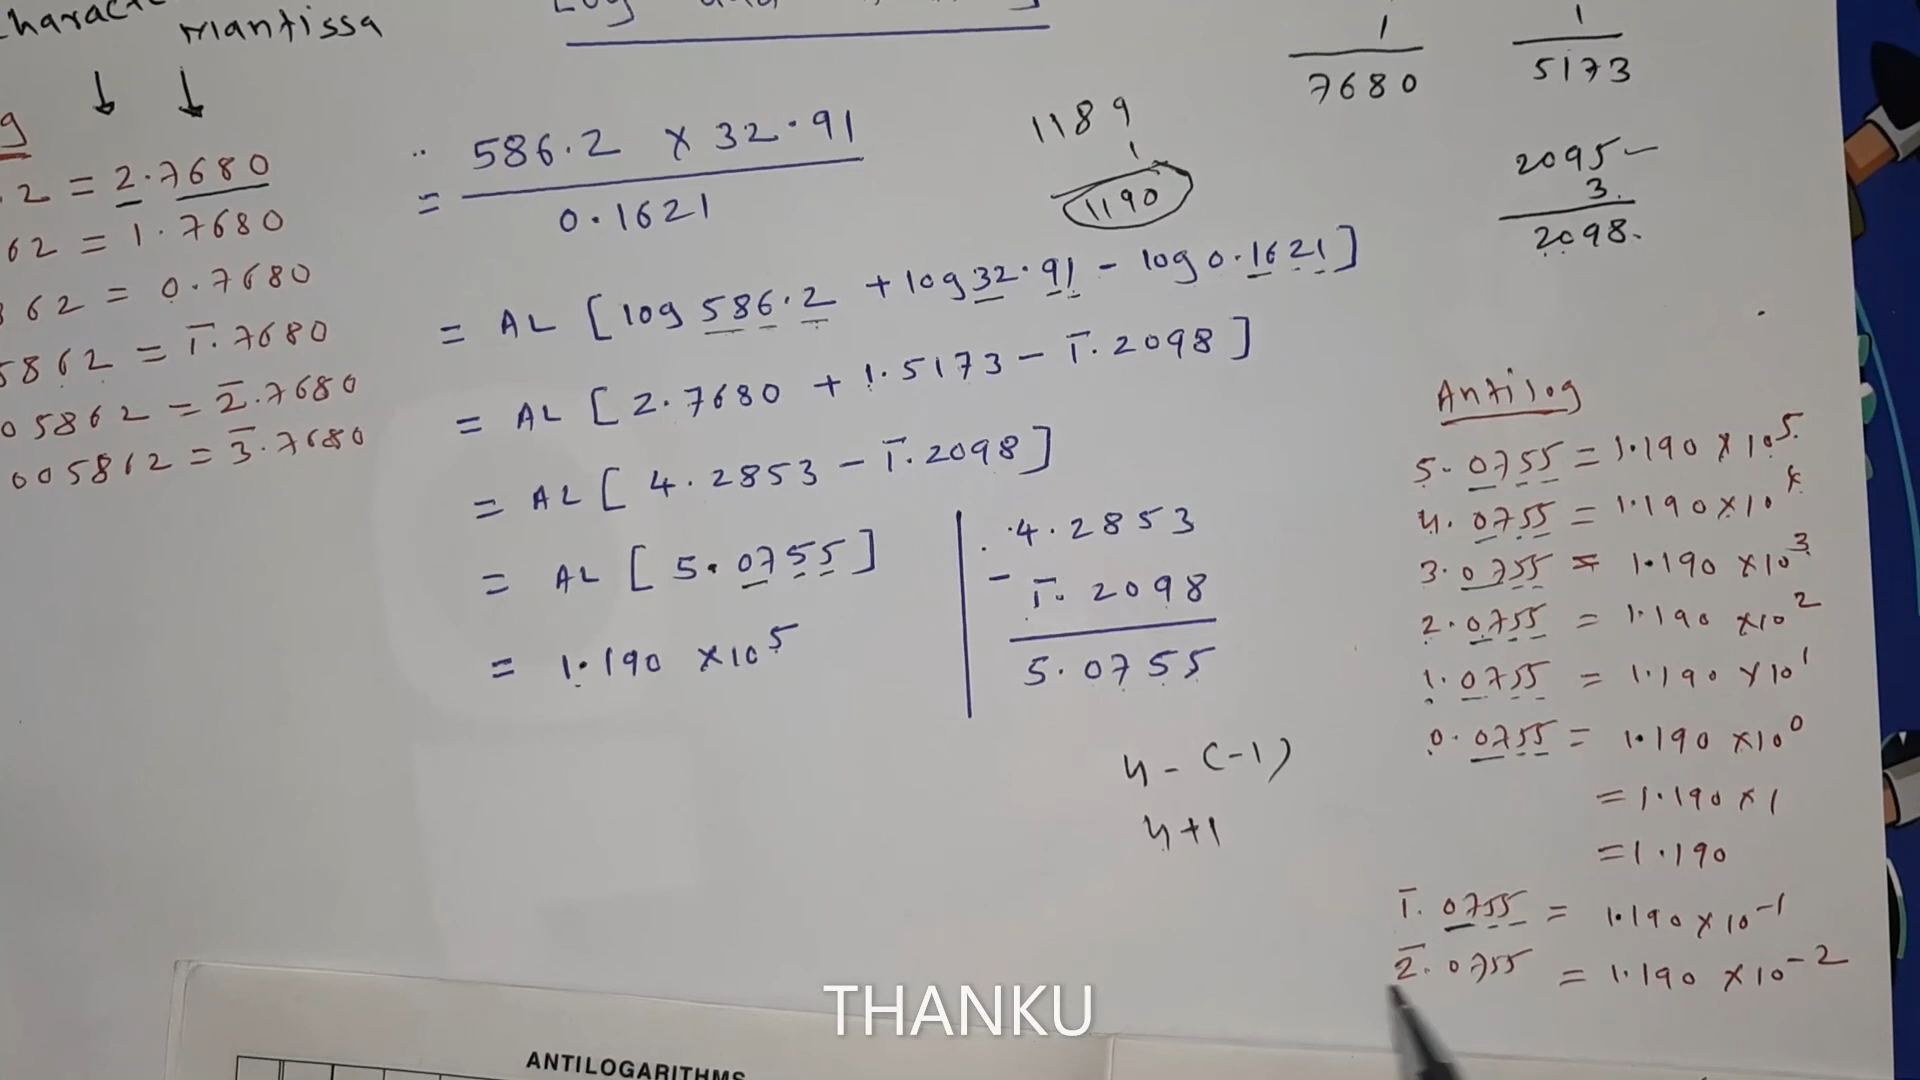 Mantissa
↓ ↓
2 = 2.7680
62 = 1.7680
62 = 0.7680
5862 = 1̅.7680
05862 = 2̅.7680
005862 = 3̅.7680
= 586.2 × 32.91
0.1621
= AL [log 586.2 + log 32.91 - log 0.1621]
= AL [2.7680 + 1.5173 - 1̅.2098]
= AL [4.2853 - 1̅.2098]
= AL [5.0755]
= 1.190 × 10⁵
4.2853
- 1̅.2098
5.0755
4 - (-1)
4 + 1
1189
1
1190
1
7680
1
5173
2095
3
2098.
Antilog
5.0755 = 1.190 × 10⁵
4.0755 = 1.190 × 10⁴
3.0755 = 1.190 × 10³
2.0755 = 1.190 × 10²
1.0755 = 1.190 × 10¹
0.0755 = 1.190 × 10⁰
= 1.190 × 1
= 1.190
1̅.0755 = 1.190 × 10⁻¹
2̅.0755 = 1.190 × 10⁻²
THANKU
ANTILOGARITHMS